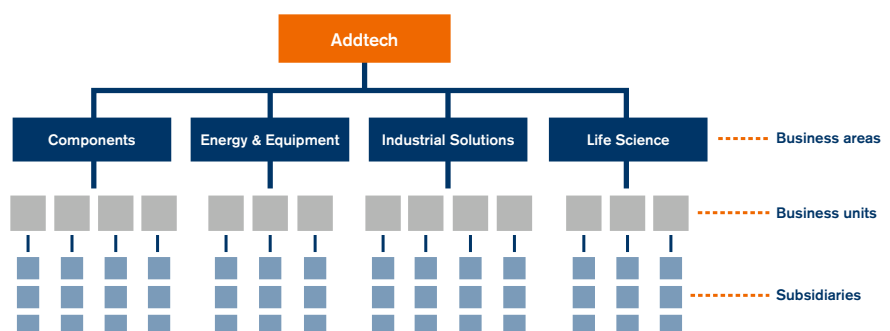 Addtech
Components
Energy & Equipment
Industrial Solutions
Life Science
Business areas
Business units
Subsidiaries